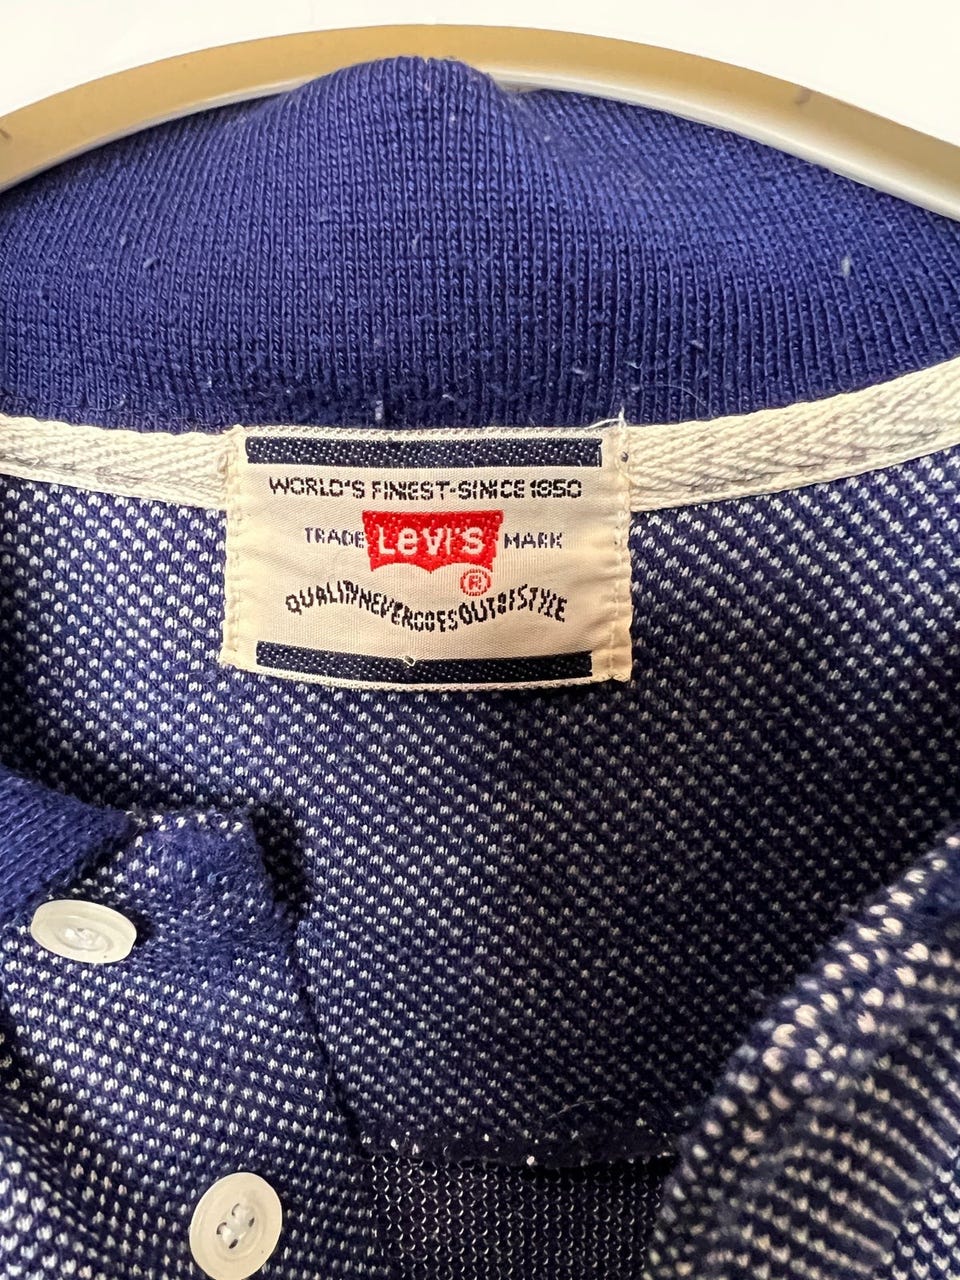 WORLD'S FINEST-SINCE 1850
TRADE LEVI'S MARK
®
QUALITY NEVER GOES OUT OF STYLE